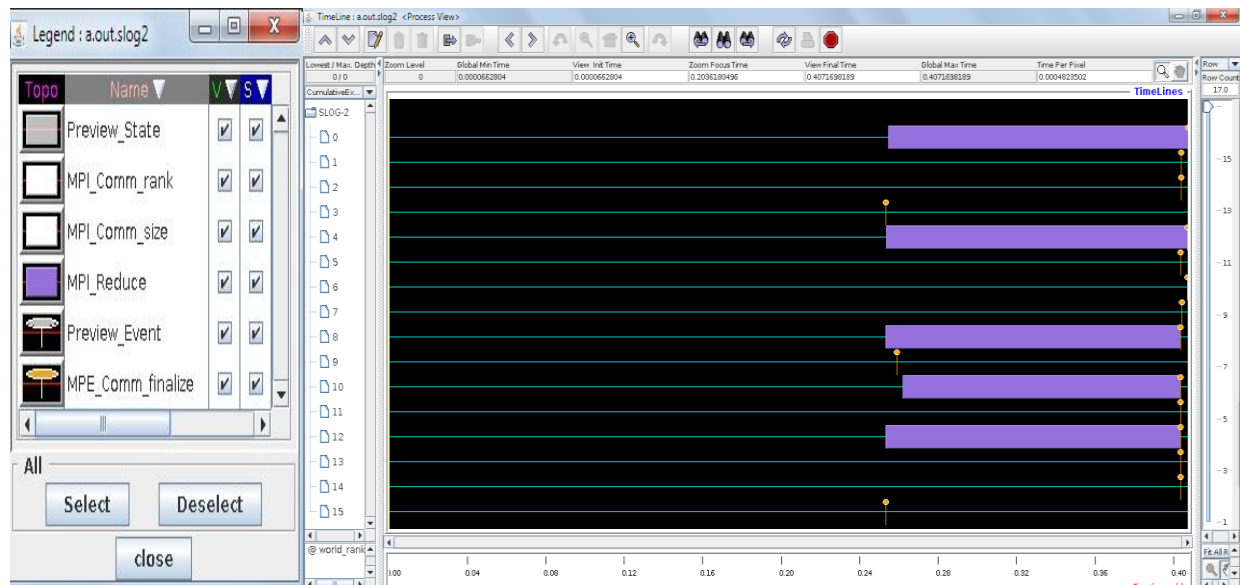 Legend : a.out.slog2
Topo Name V S
Preview_State
MPI_Comm_rank
MPI_Comm_size
MPI_Reduce
Preview_Event
MPE_Comm_finalize
All
Select Deselect
close
TimeLine : a.out.slog2 <Process View>
Lowest / Max. Depth Zoom Level Global Min Time View Init Time Zoom Focus Time View Final Time Global Max Time Time Per Pixel
0 / 0 0 0.0000662804 0.0000662804 0.2036180496 0.4071698189 0.4071698189 0.0004823502
Row
Row Count
17.0
CumulativeEx...
TimeLines
SLOG-2
0
1
2
3
4
5
6
7
8
9
10
11
12
13
14
15
15
13
11
9
7
5
3
1
@ world_rank
Fit All R
0.04 0.08 0.12 0.16 0.20 0.24 0.28 0.32 0.36 0.40